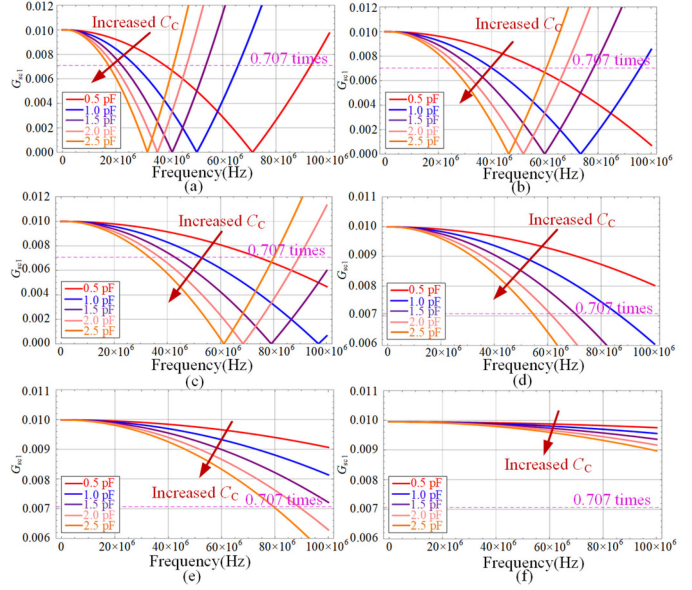 0.012
Increased C_C
0.010
0.008
0.707 times
G_sc1
0.006
0.004
0.002
0.000
0.5 pF
1.0 pF
1.5 pF
2.0 pF
2.5 pF
0 20×10^6 40×10^6 60×10^6 80×10^6 100×10^6
Frequency(Hz)
(a)
0.012
Increased C_C
0.010
0.008
0.707 times
0.006
0.004
0.002
0.000
0.5 pF
1.0 pF
1.5 pF
2.0 pF
2.5 pF
0 20×10^6 40×10^6 60×10^6 80×10^6 100×10^6
Frequency(Hz)
(b)
0.012
Increased C_C
0.010
0.008
0.707 times
0.006
0.004
0.002
0.000
0.5 pF
1.0 pF
1.5 pF
2.0 pF
2.5 pF
0 20×10^6 40×10^6 60×10^6 80×10^6 100×10^6
Frequency(Hz)
(c)
0.011
Increased C_C
0.010
0.009
0.008
0.007
0.006
0.707 times
0.5 pF
1.0 pF
1.5 pF
2.0 pF
2.5 pF
0 20×10^6 40×10^6 60×10^6 80×10^6 100×10^6
Frequency(Hz)
(d)
0.011
0.010
0.009
0.008
0.007
0.006
Increased C_C
0.707 times
0.5 pF
1.0 pF
1.5 pF
2.0 pF
2.5 pF
0 20×10^6 40×10^6 60×10^6 80×10^6 100×10^6
Frequency(Hz)
(e)
0.011
0.010
0.009
0.008
0.007
0.006
Increased C_C
0.707 times
0.5 pF
1.0 pF
1.5 pF
2.0 pF
2.5 pF
0 20×10^6 40×10^6 60×10^6 80×10^6 100×10^6
Frequency(Hz)
(f)